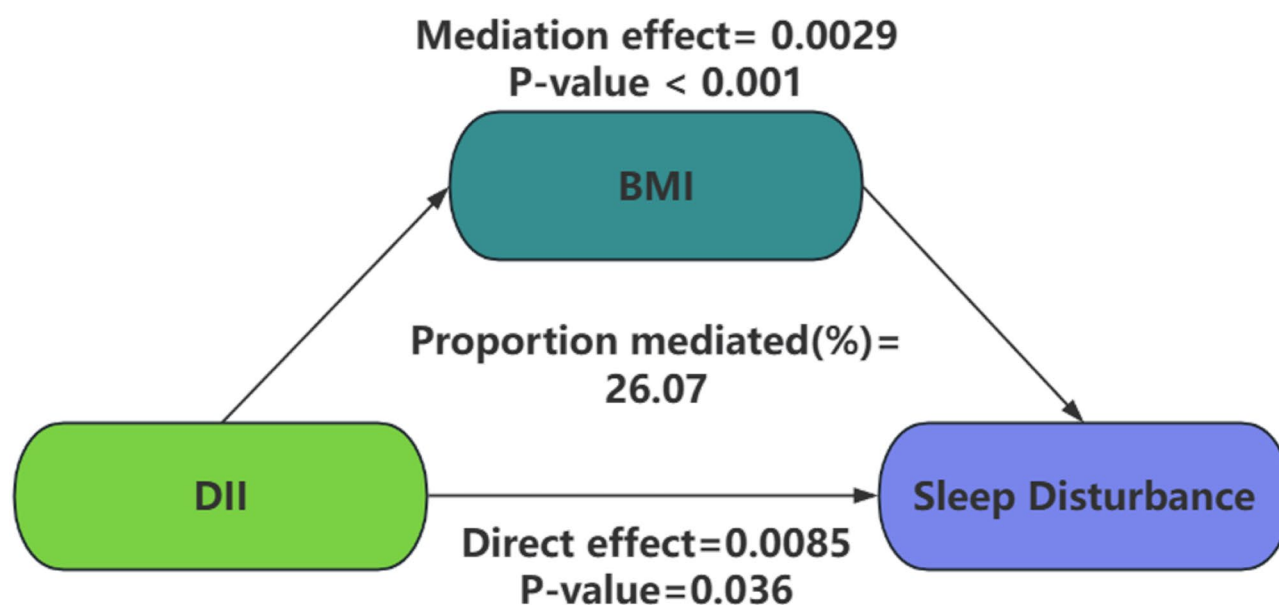 Mediation effect= 0.0029
P-value < 0.001
BMI
Proportion mediated(%)=
26.07
DII
Sleep Disturbance
Direct effect=0.0085
P-value=0.036